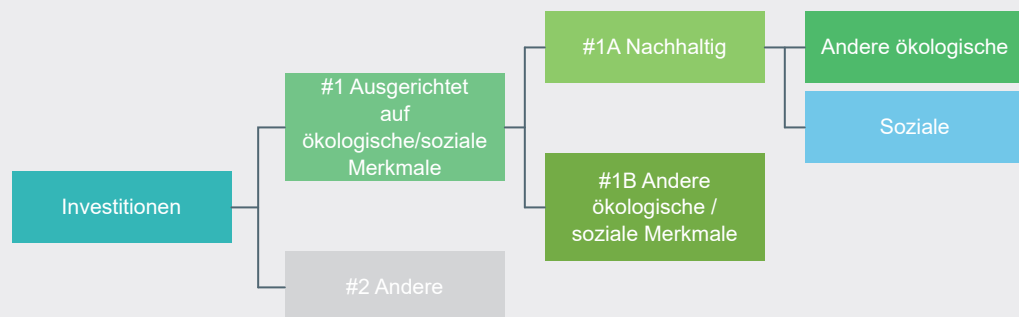 Investitionen
#1 Ausgerichtet
auf
ökologische/soziale
Merkmale
#2 Andere
#1A Nachhaltig
#1B Andere
ökologische /
soziale Merkmale
Andere ökologische
Soziale